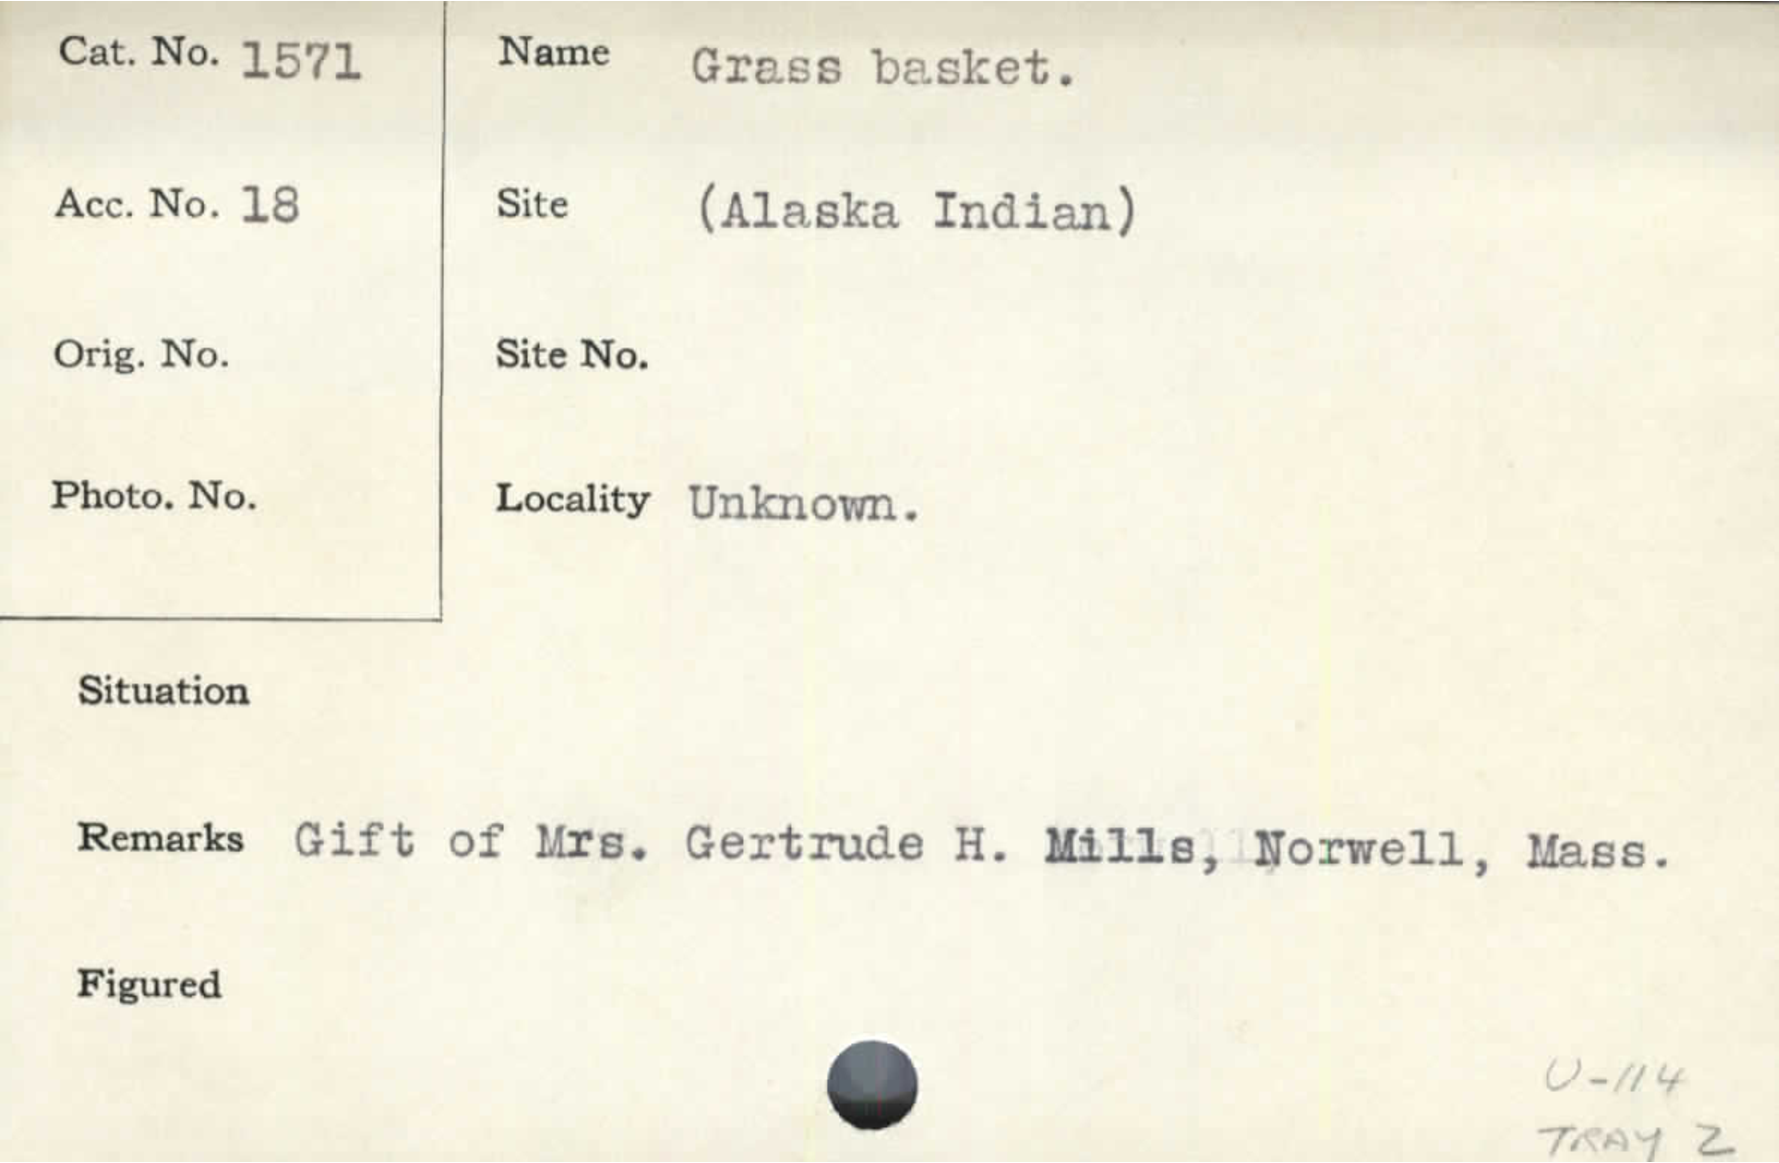 Cat. No. 1571
Acc. No. 18
Orig. No.
Photo. No.
Name Grass basket.
Site (Alaska Indian)
Site No.
Locality Unknown.
Situation
Remarks Gift of Mrs. Gertrude H. Mills, Norwell, Mass.
Figured
U-114
TRAY 2